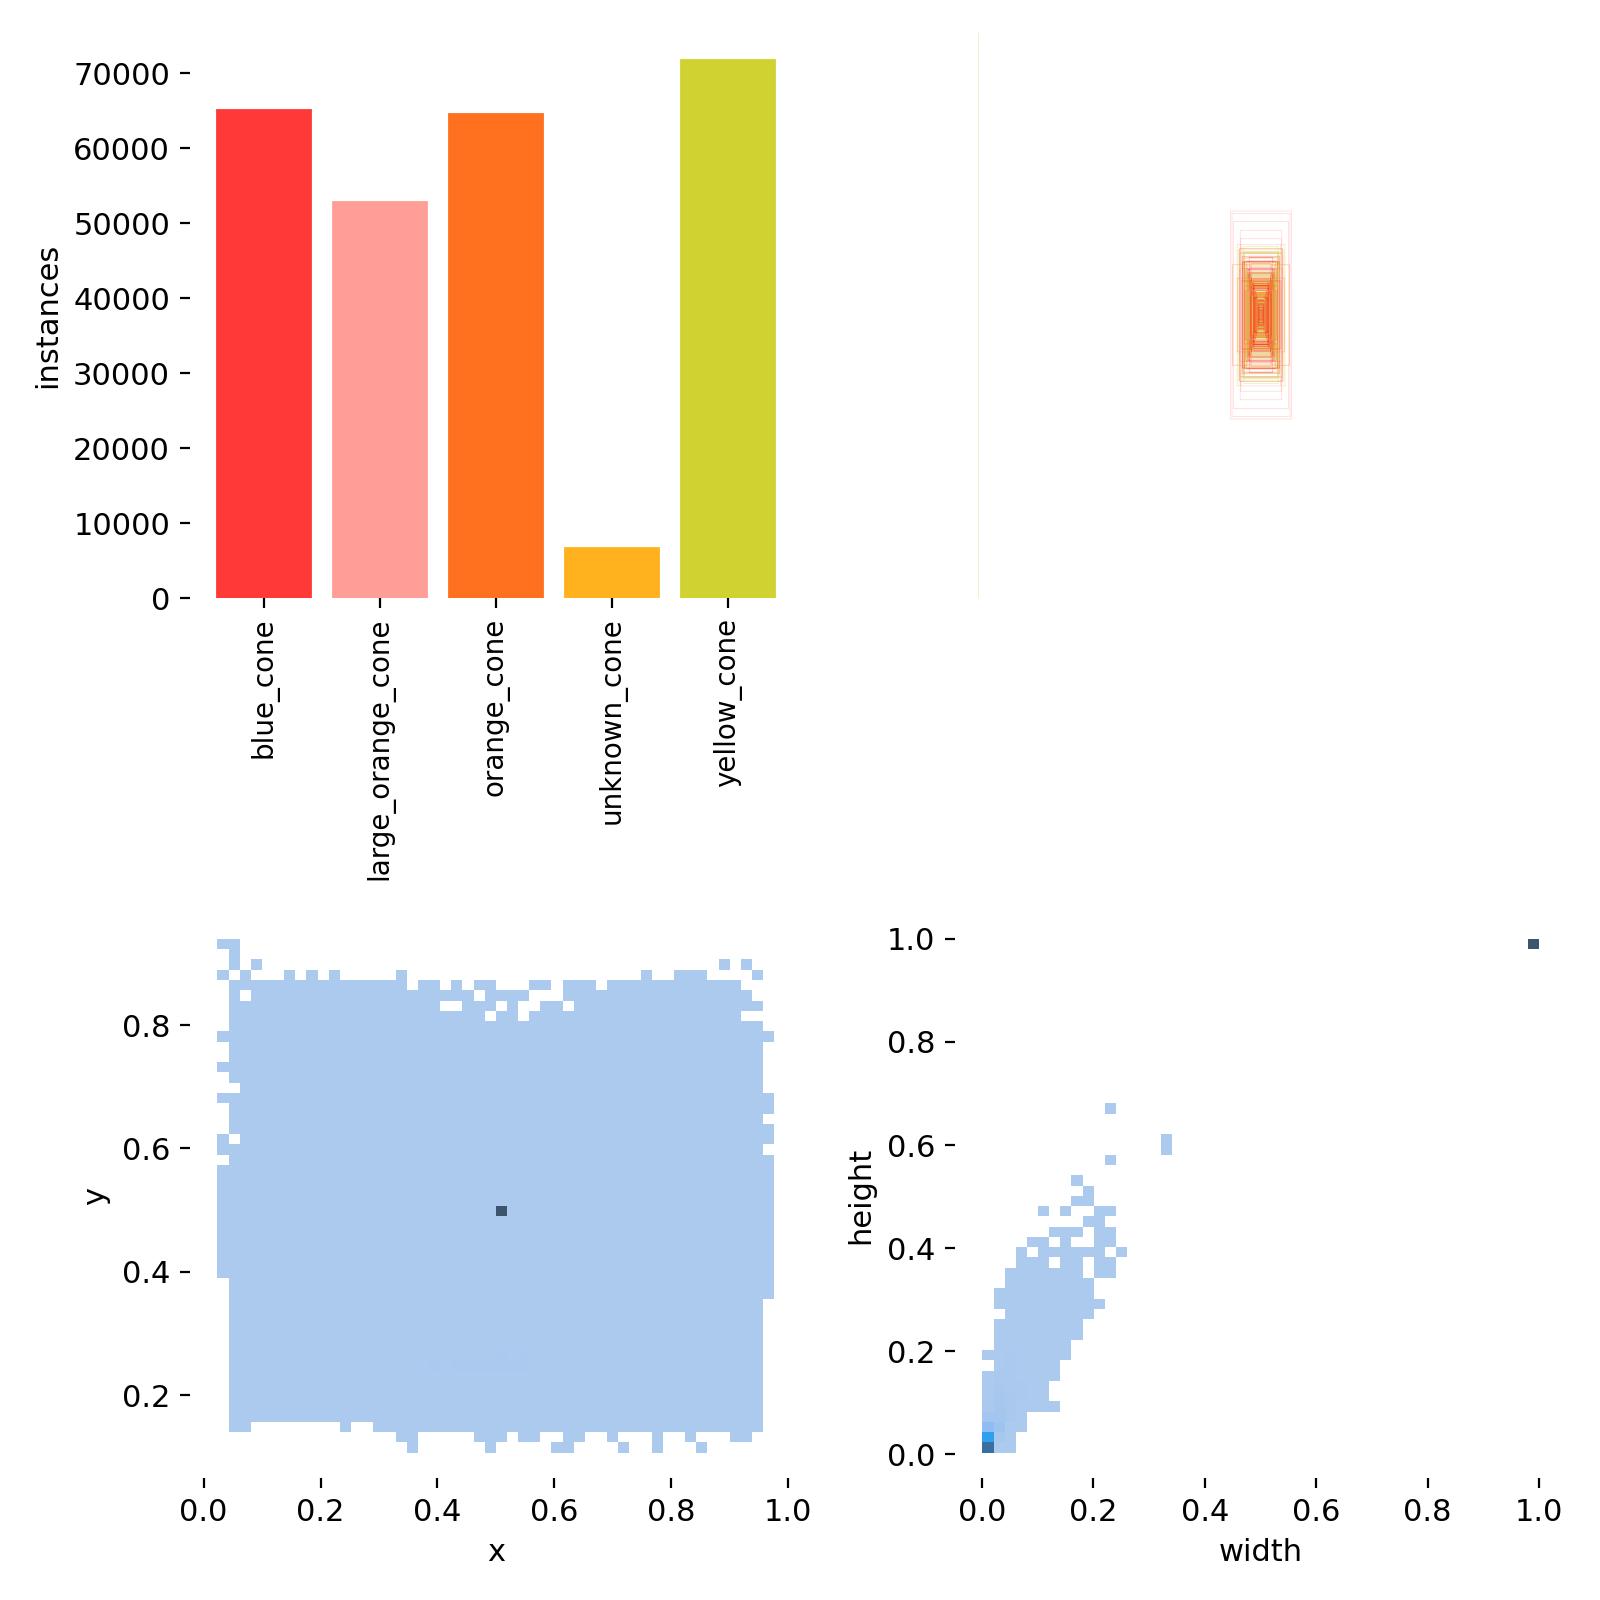 70000
60000
50000
40000
30000
20000
10000
0
instances
blue_cone
large_orange_cone
orange_cone
unknown_cone
yellow_cone
0.8
0.6
0.4
0.2
y
0.0 0.2 0.4 0.6 0.8 1.0
x
1.0
0.8
0.6
0.4
0.2
0.0
height
0.0 0.2 0.4 0.6 0.8 1.0
width